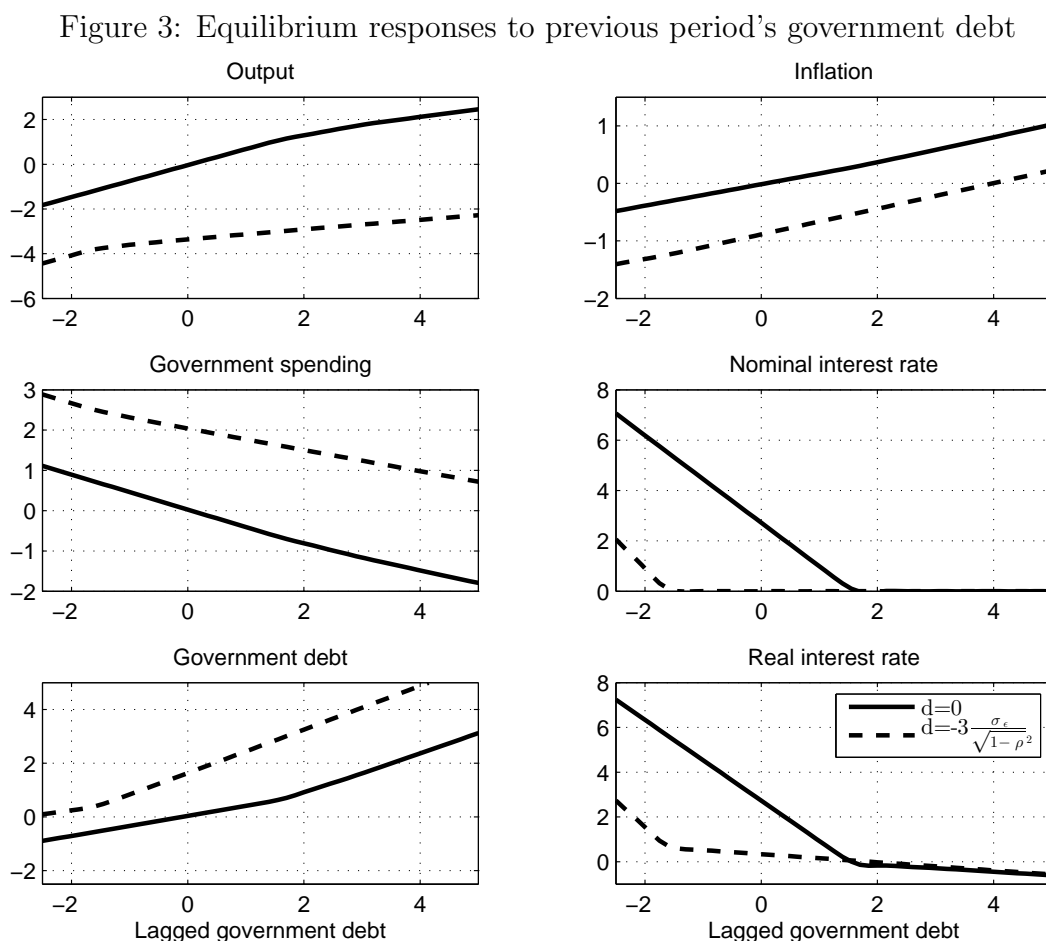 Figure 3: Equilibrium responses to previous period's government debt
Output
2
0
−2
−4
−6
−2 0 2 4
Inflation
1
0
−1
−2
−2 0 2 4
Government spending
3
2
1
0
−1
−2
−2 0 2 4
Nominal interest rate
8
6
4
2
0
−2 0 2 4
Government debt
4
2
0
−2
−2 0 2 4
Lagged government debt
Real interest rate
8
6
4
2
0
−2 0 2 4
Lagged government debt
d=0
d=-3 σ_ϵ/√(1− ρ²)